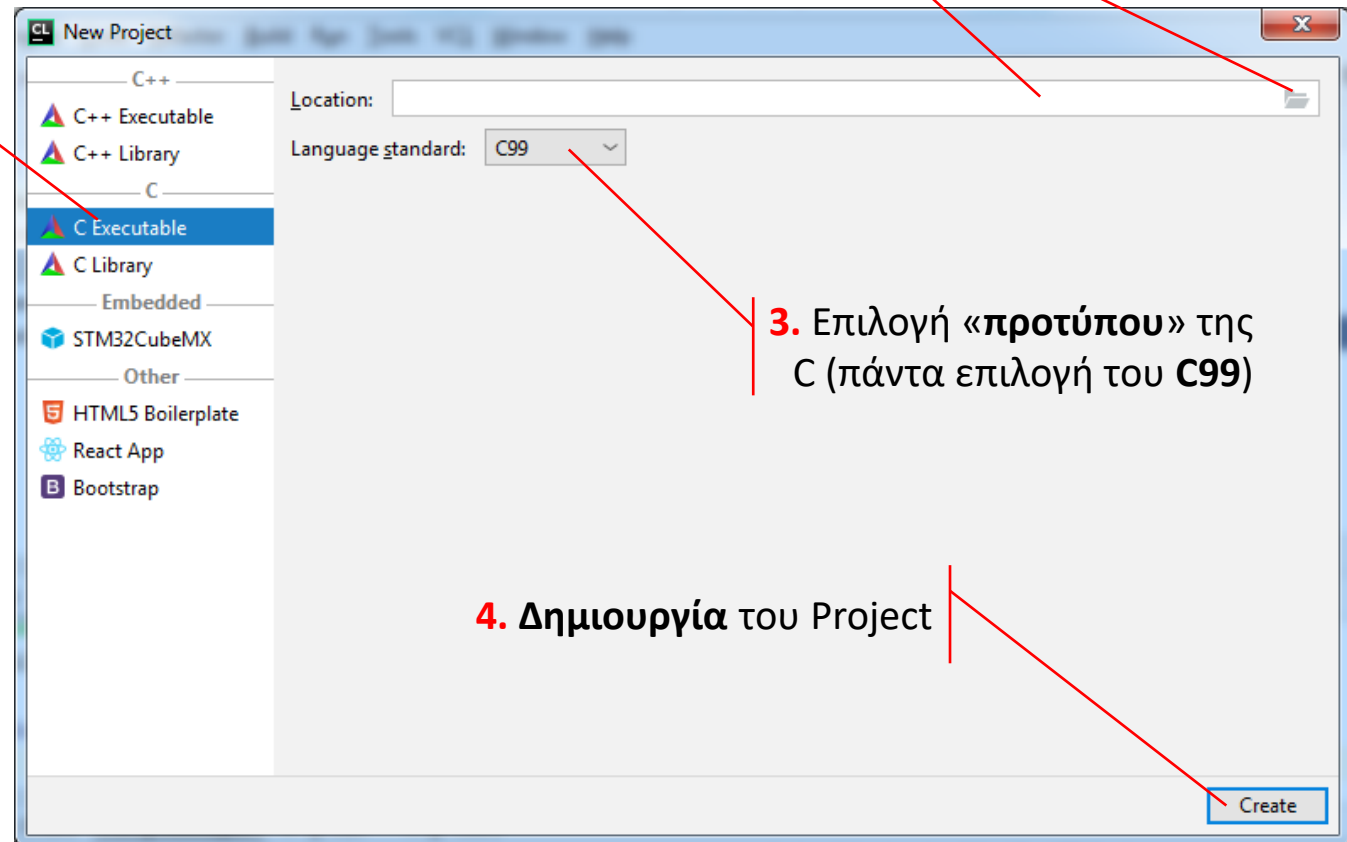 CL New Project
C++
C++ Executable
C++ Library
C
C Executable
C Library
Embedded
STM32CubeMX
Other
HTML5 Boilerplate
React App
B Bootstrap
Location:
Language standard: C99
3. Επιλογή «προτύπου» της
C (πάντα επιλογή του C99)
4. Δημιουργία του Project
Create